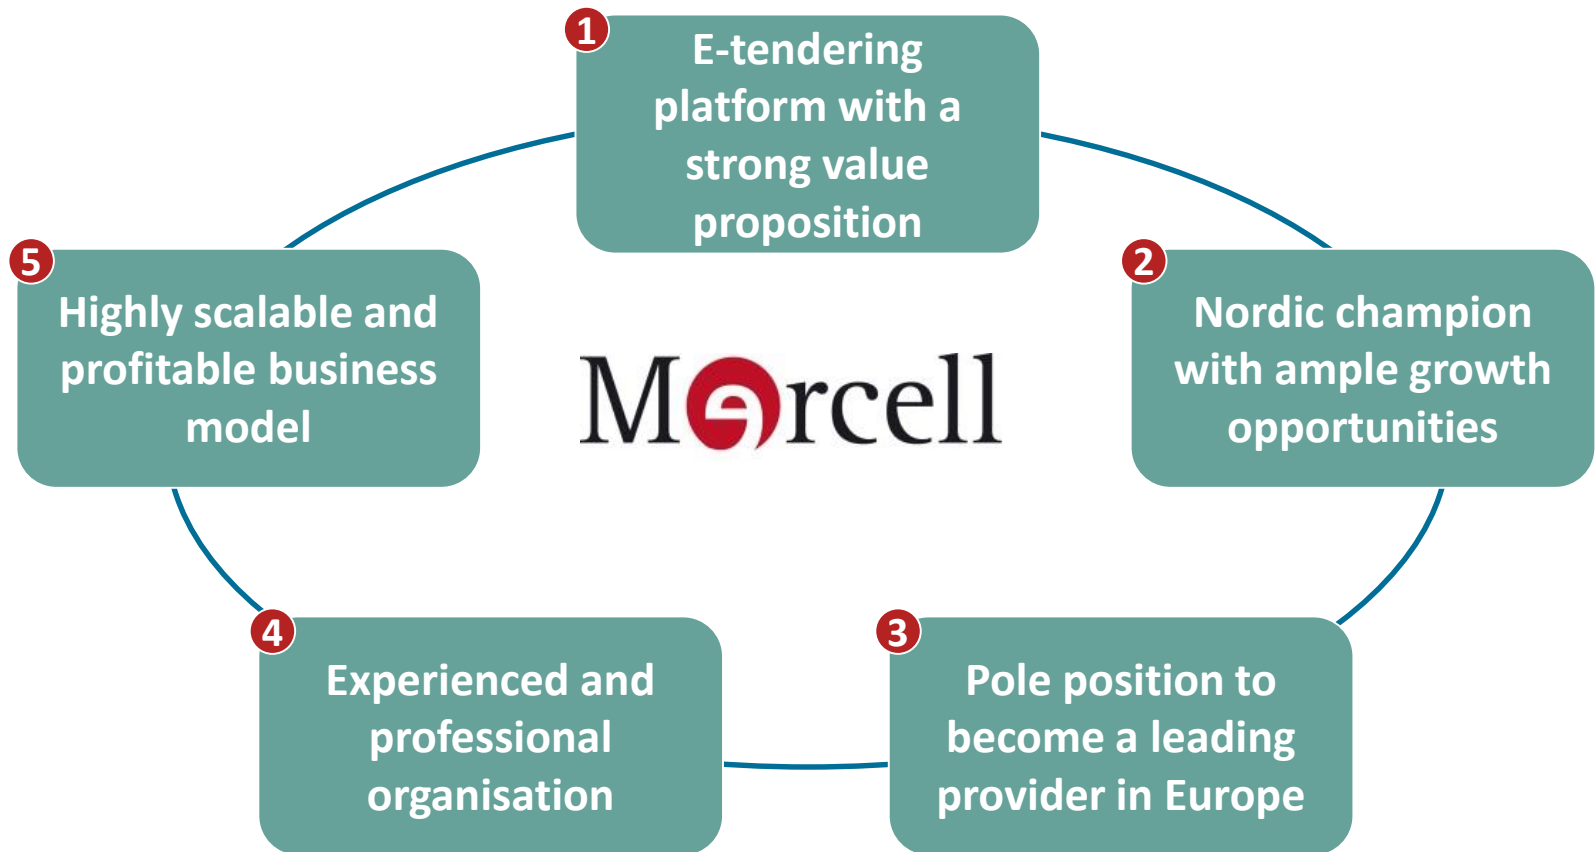 1
E-tendering
platform with a
strong value
proposition
2
Nordic champion
with ample growth
opportunities
3
Pole position to
become a leading
provider in Europe
4
Experienced and
professional
organisation
5
Highly scalable and
profitable business
model
Mercell